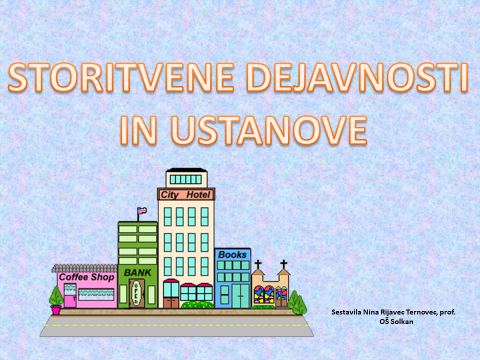 STORITVENE DEJAVNOSTI
IN USTANOVE
City Hotel
Books
Coffee Shop
BANK
OPEN
Sestavila Nina Rijavec Ternovec, prof.
OŠ Solkan